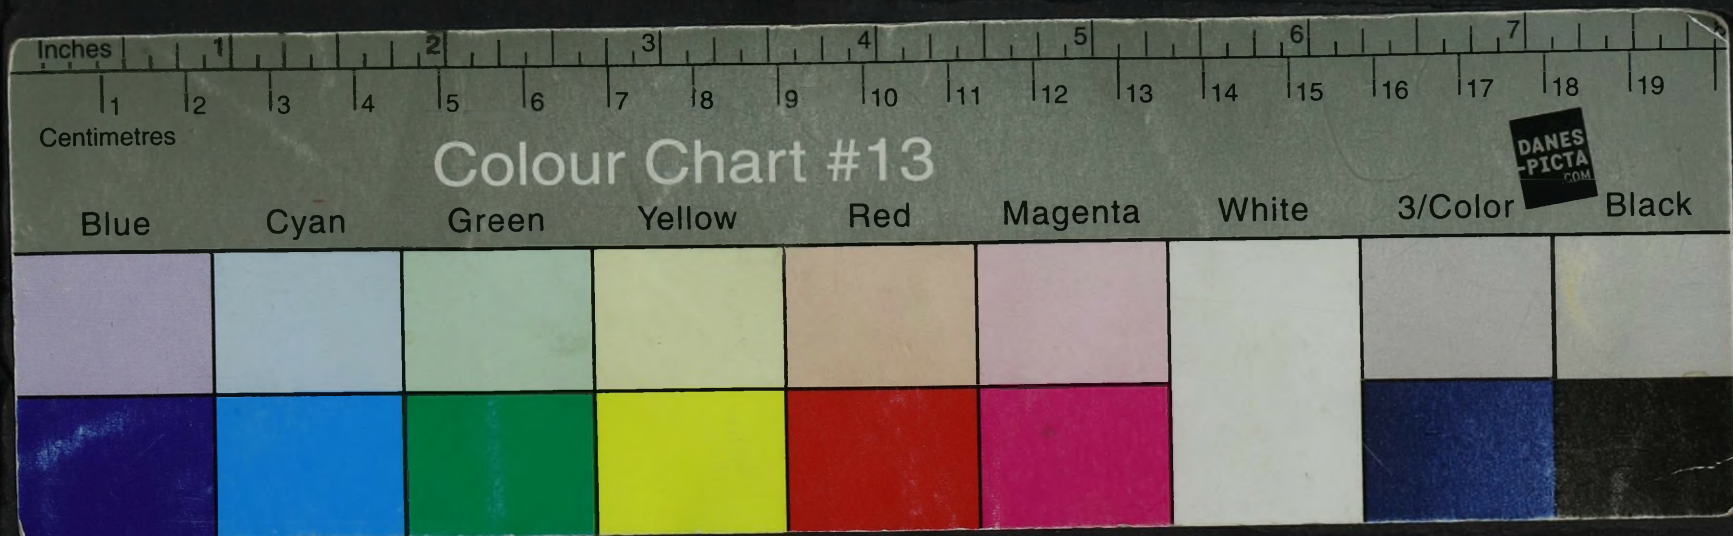 Inches 1 2 3 4 5 6 7 8
1 2 3 4 5 6 7 8 9 10 11 12 13 14 15 16 17 18 19
Centimetres
Colour Chart #13
DANES
-PICTA
.COM
Blue Cyan Green Yellow Red Magenta White 3/Color Black